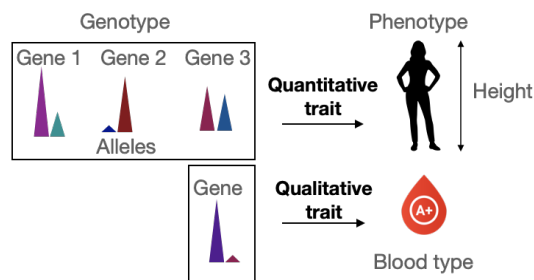 Genotype
Phenotype
Gene 1 Gene 2 Gene 3
Quantitative
trait
Height
Alleles
Gene
Qualitative
trait
A+
Blood type